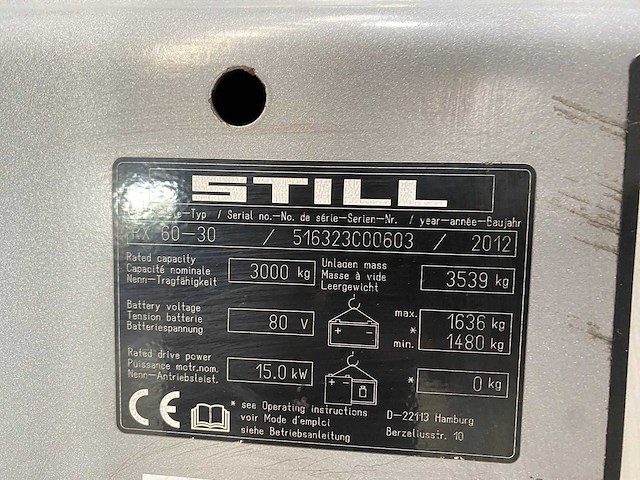 STILL
Type-Typ / Serial no.-No. de série-Serien-Nr. / year-année-Baujahr
RX 60-30 / 516323C00603 / 2012
Rated capacity
Capacité nominale
Nenn-Tragfähigkeit
3000 kg
Unladen mass
Masse à vide
Leergewicht
3539 kg
Battery voltage
Tension batterie
Batteriespannung
80 V
max. 1636 kg
*
min. 1480 kg
Rated drive power
Puissance motr.nom.
Nenn-Antriebsleist.
15.0 kW
* 0 kg
CE
* see Operating instructions
voir Mode d'emploi
siehe Betriebsanleitung
D-22113 Hamburg
Berzeliusstr. 10